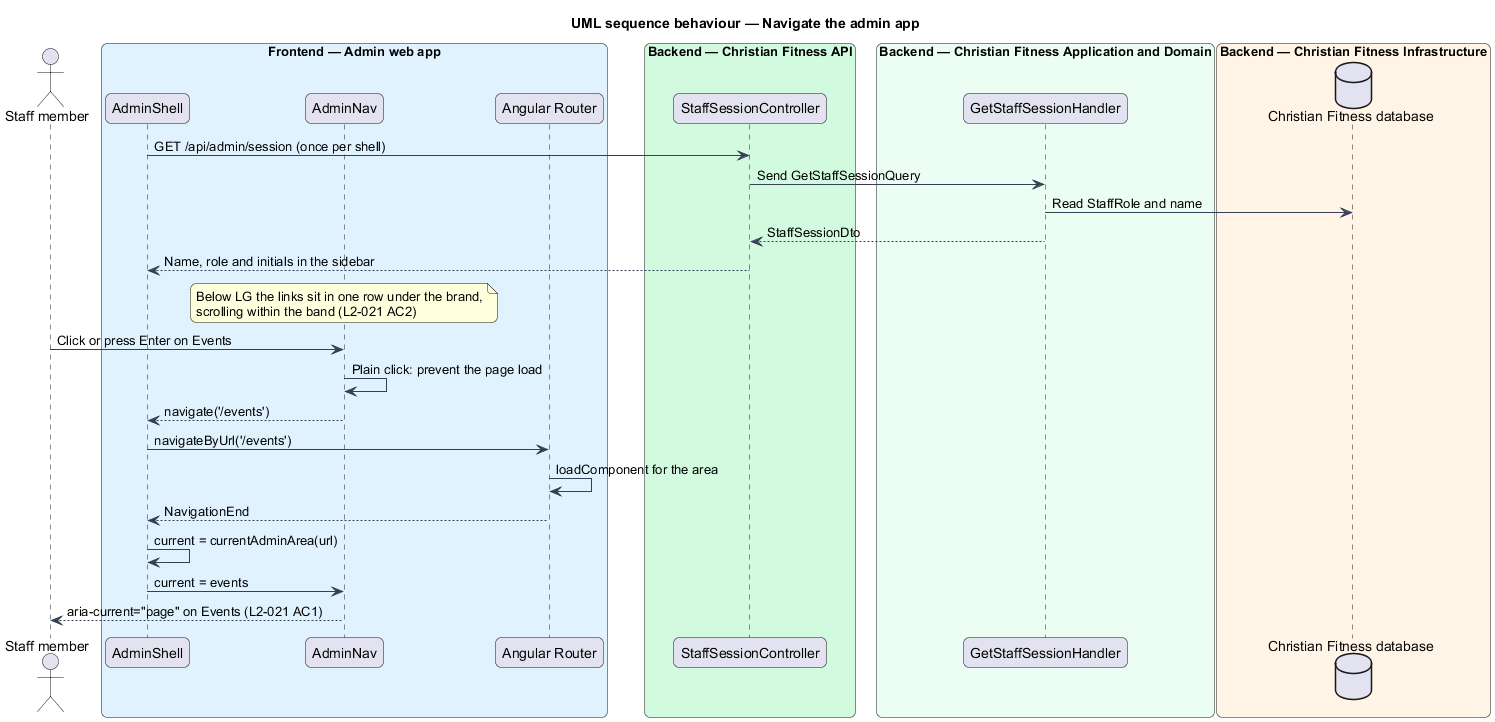 UML sequence behaviour — Navigate the admin app
Frontend — Admin web app
Backend — Christian Fitness API
Backend — Christian Fitness Application and Domain
Backend — Christian Fitness Infrastructure
Staff member
AdminShell
AdminNav
Angular Router
StaffSessionController
GetStaffSessionHandler
Christian Fitness database
GET /api/admin/session (once per shell)
Send GetStaffSessionQuery
Read StaffRole and name
StaffSessionDto
Name, role and initials in the sidebar
Below LG the links sit in one row under the brand,
scrolling within the band (L2-021 AC2)
Click or press Enter on Events
Plain click: prevent the page load
navigate('/events')
navigateByUrl('/events')
loadComponent for the area
NavigationEnd
current = currentAdminArea(url)
current = events
aria-current="page" on Events (L2-021 AC1)
Staff member
AdminShell
AdminNav
Angular Router
StaffSessionController
GetStaffSessionHandler
Christian Fitness database